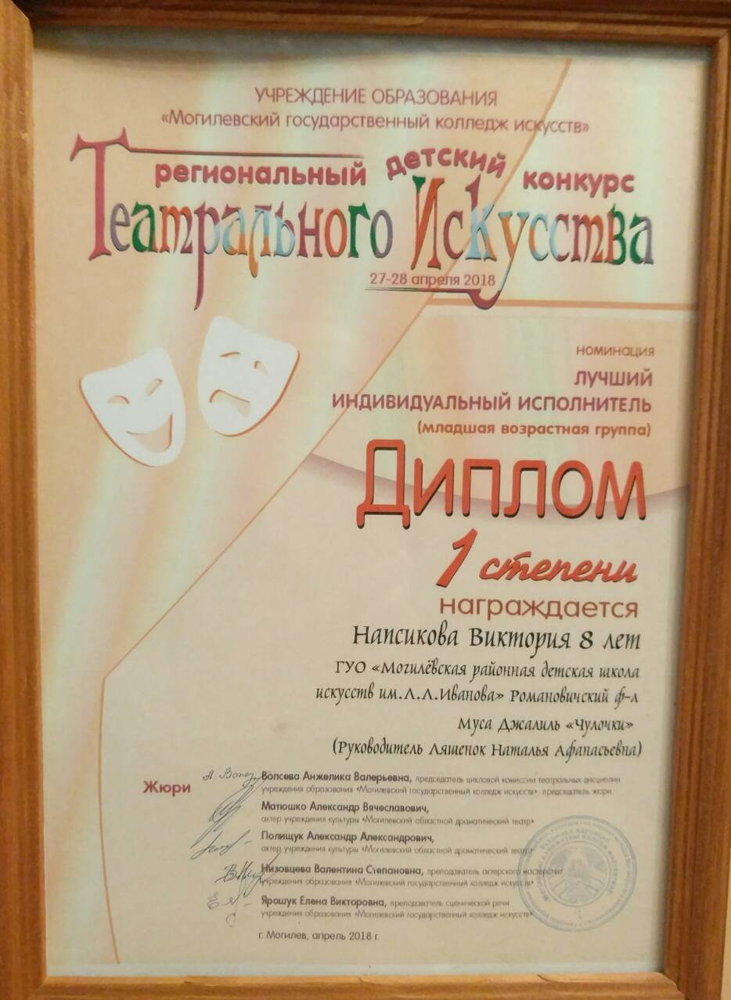 УЧРЕЖДЕНИЕ ОБРАЗОВАНИЯ
«Могилевский государственный колледж искусств»
региональный детский конкурс
Театрального Искусства
27-28 апреля 2018
номинация
ЛУЧШИЙ
ИНДИВИДУАЛЬНЫЙ ИСПОЛНИТЕЛЬ
(младшая возрастная группа)
Диплом
1 степени
награждается
Напсикова Виктория 8 лет
ГУО «Могилёвская районная детская школа
искусств им.Л.Л.Иванова» Романовичский ф-л
Муса Джалиль «Чулочки»
(Руководитель Ляшенок Наталья Афанасьевна)
Жюри
Вопсева Анжелика Валерьевна, председатель цикловой комиссии театральных дисциплин
учреждения образования «Могилевский государственный колледж искусств», председатель жюри.
Матюшко Александр Вячеславович,
актер учреждения культуры «Могилевский областной драматический театр»
Полищук Александр Александрович,
актер учреждения культуры «Могилевский областной драматический театр»
Низовцева Валентина Степановна, преподаватель актерского мастерства
учреждения образования «Могилевский государственный колледж искусств»
Ярошук Елена Викторовна, преподаватель сценической речи
учреждения образования «Могилевский государственный колледж искусств»
г. Могилев, апрель 2018 г.